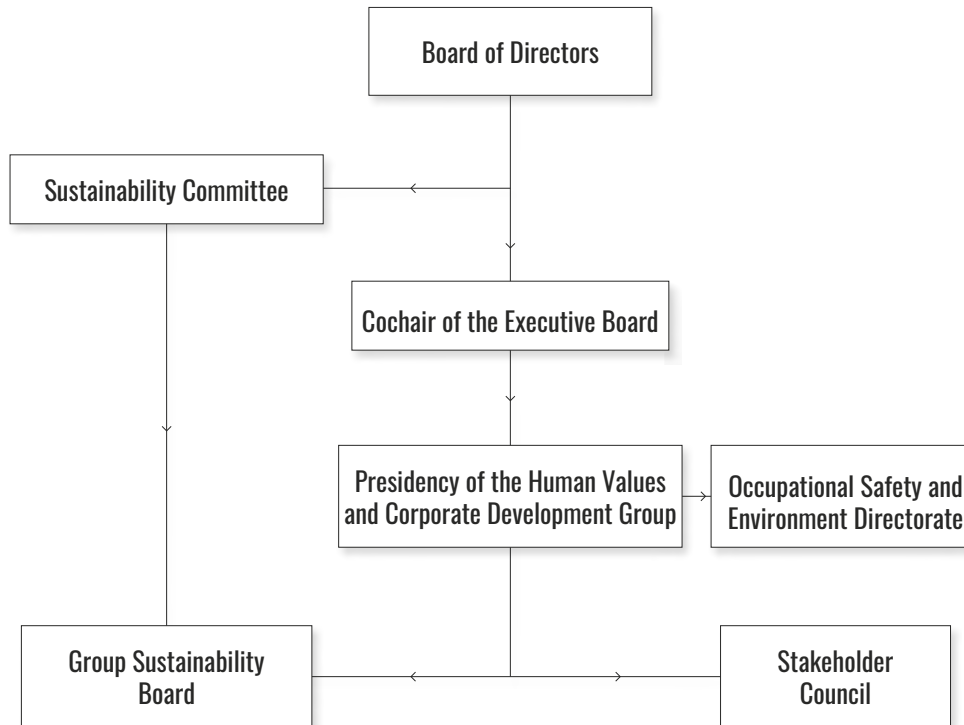 Board of Directors
Sustainability Committee
Cochair of the Executive Board
Presidency of the Human Values
and Corporate Development Group
Occupational Safety and
Environment Directorate
Group Sustainability
Board
Stakeholder
Council